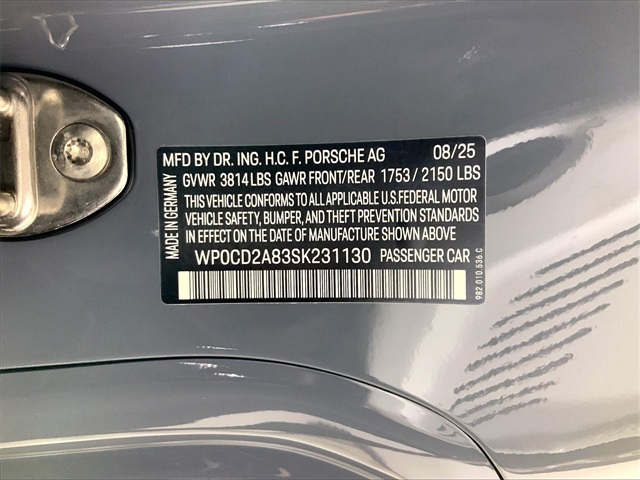 MFD BY DR. ING. H.C. F. PORSCHE AG 08/25
GVWR 3814LBS GAWR FRONT/REAR 1753 / 2150 LBS
THIS VEHICLE CONFORMS TO ALL APPLICABLE U.S.FEDERAL MOTOR
VEHICLE SAFETY, BUMPER, AND THEFT PREVENTION STANDARDS
IN EFFECT ON THE DATE OF MANUFACTURE SHOWN ABOVE
WP0CD2A83SK231130 PASSENGER CAR
MADE IN GERMANY
982.010.536.C